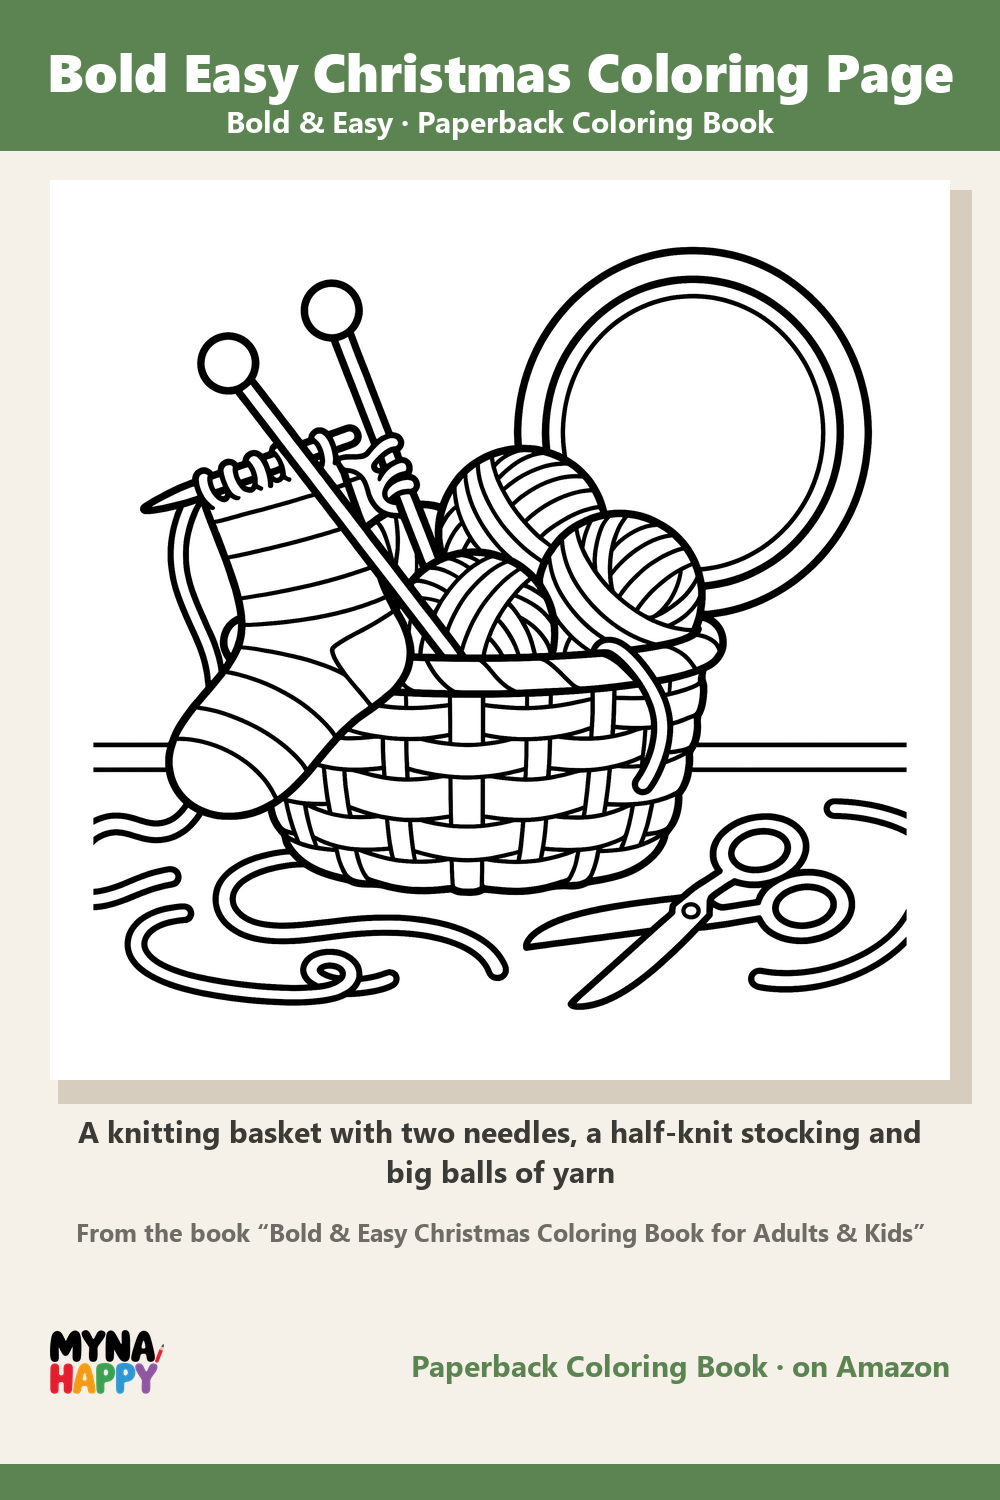 Bold Easy Christmas Coloring Page
Bold & Easy · Paperback Coloring Book
A knitting basket with two needles, a half-knit stocking and
big balls of yarn
From the book “Bold & Easy Christmas Coloring Book for Adults & Kids”
MYNA
HAPPY
Paperback Coloring Book · on Amazon